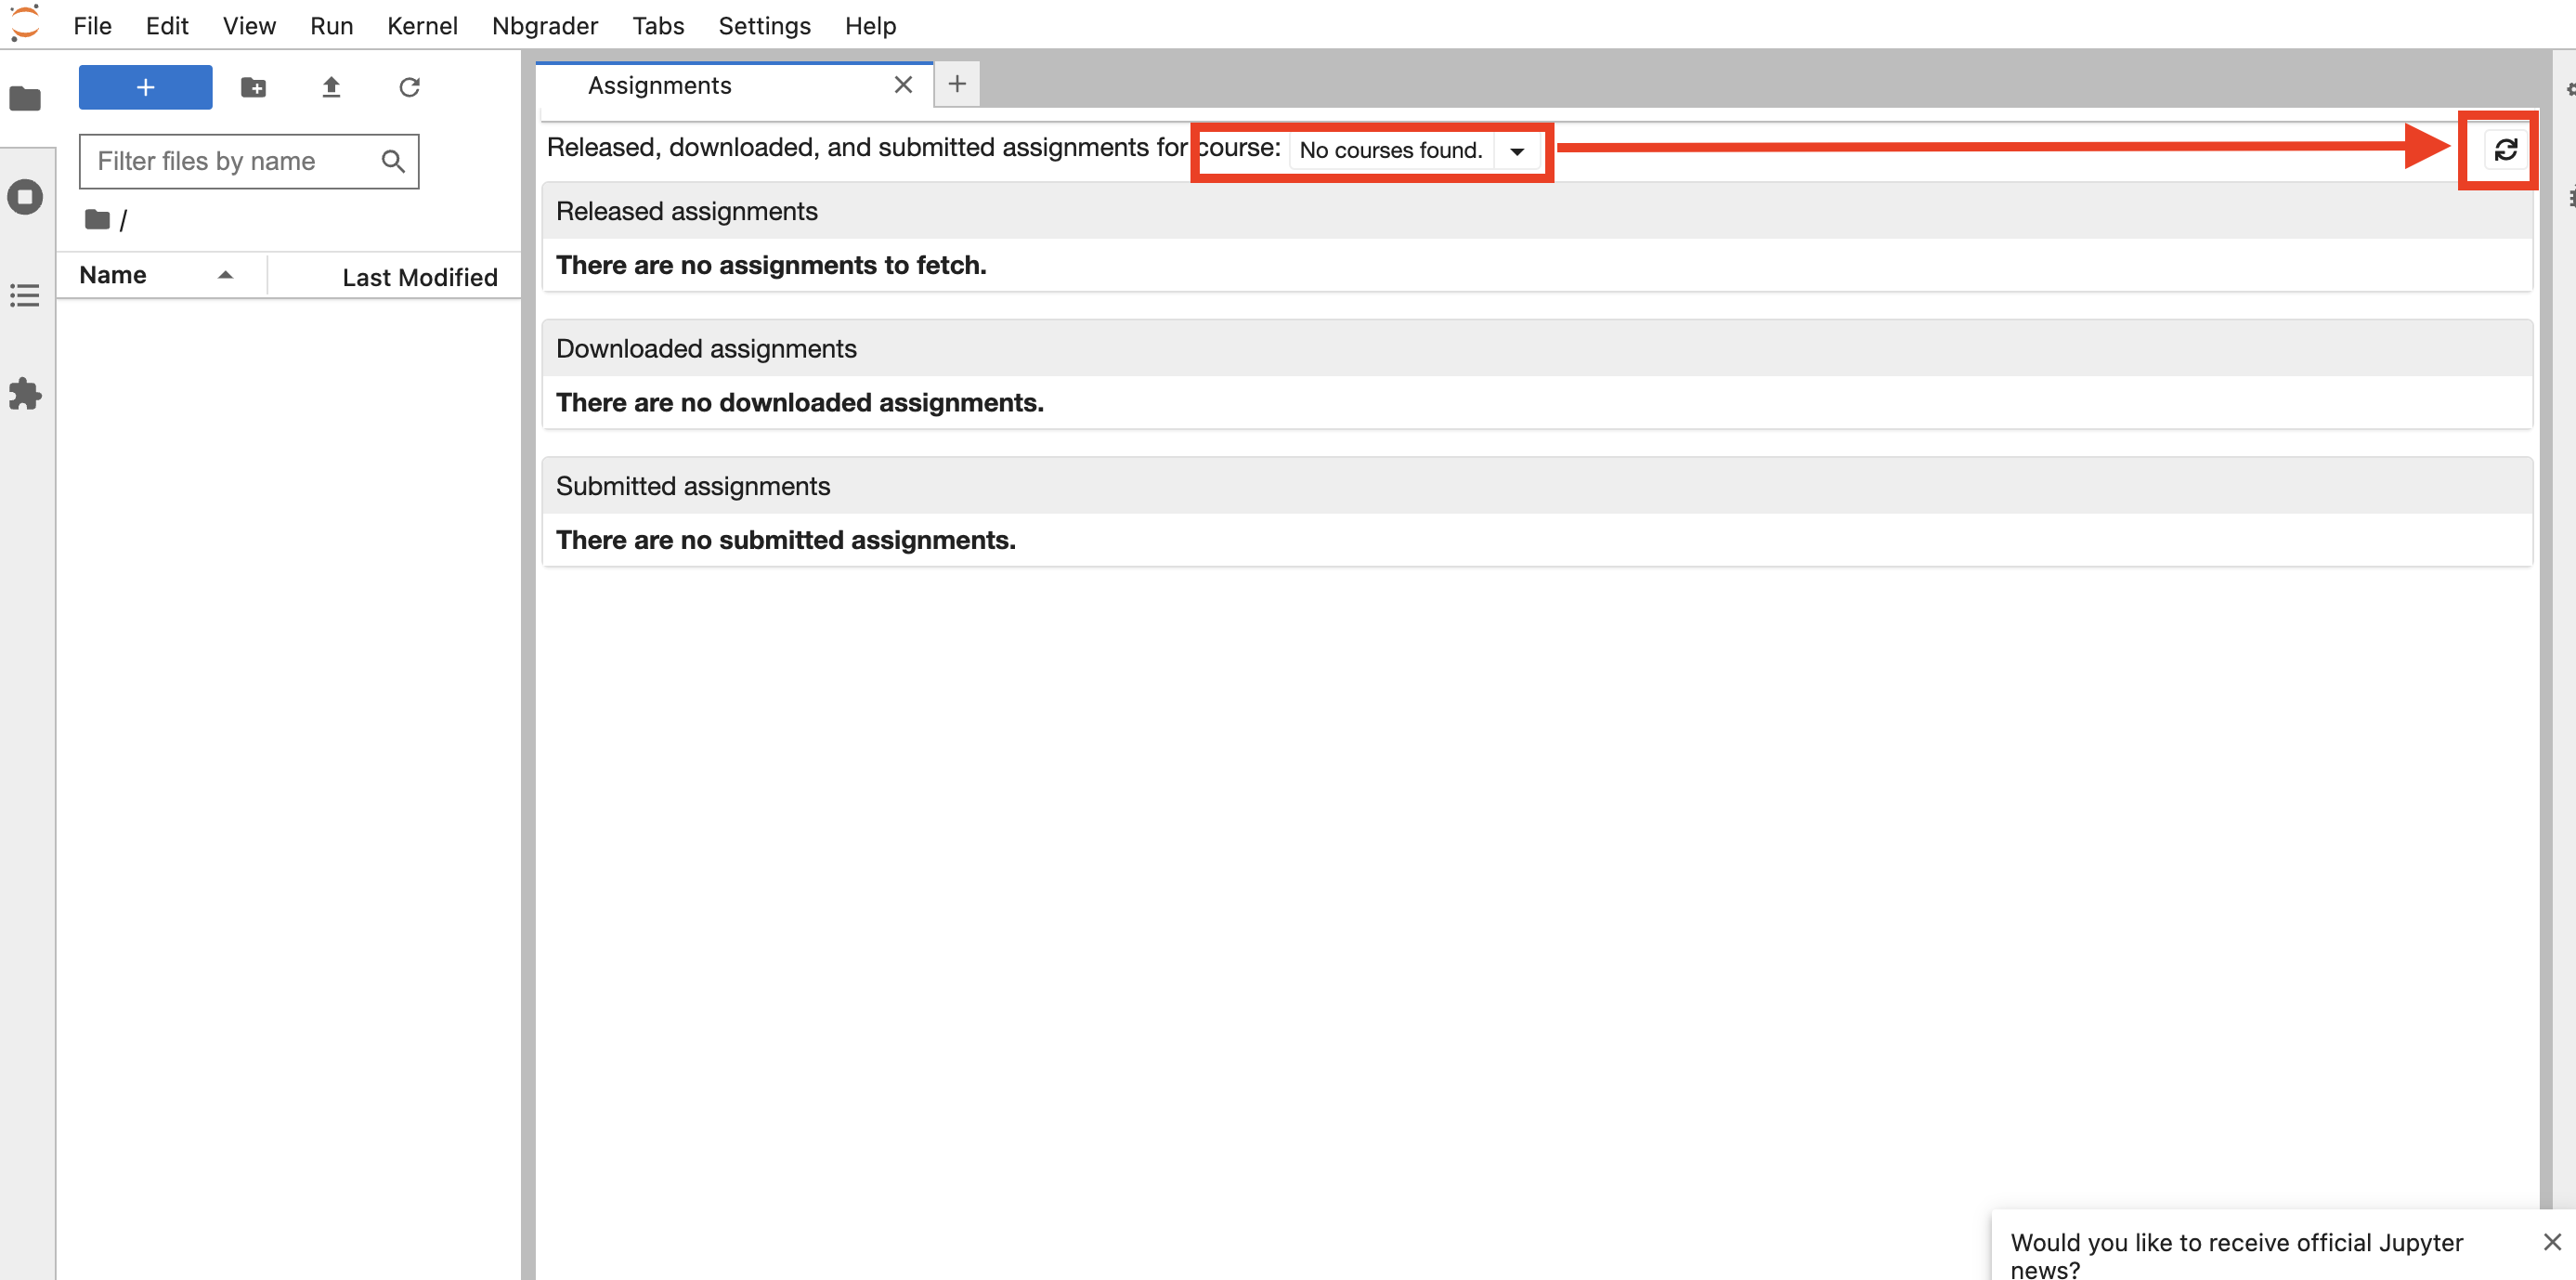 File Edit View Run Kernel Nbgrader Tabs Settings Help
Assignments
Filter files by name
/
Name Last Modified
Released, downloaded, and submitted assignments for course: No courses found.
Released assignments
There are no assignments to fetch.
Downloaded assignments
There are no downloaded assignments.
Submitted assignments
There are no submitted assignments.
Would you like to receive official Jupyter
news?